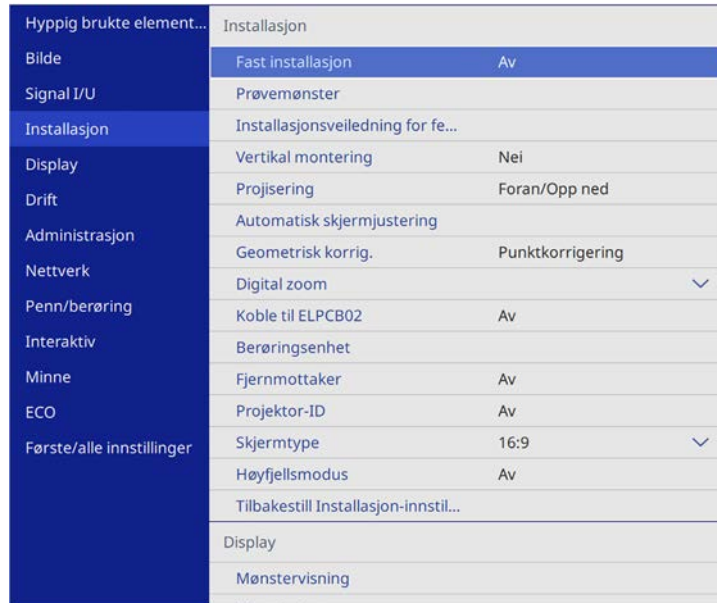 Hyppig brukte element...
Bilde
Signal I/U
Installasjon
Display
Drift
Administrasjon
Nettverk
Penn/berøring
Interaktiv
Minne
ECO
Første/alle innstillinger
Installasjon
Fast installasjon Av
Prøvemønster
Installasjonsveiledning for fe...
Vertikal montering Nei
Projisering Foran/Opp ned
Automatisk skjermjustering
Geometrisk korrig. Punktkorrigering
Digital zoom
Koble til ELPCB02 Av
Berøringsenhet
Fjernmottaker Av
Projektor-ID Av
Skjermtype 16:9
Høyfjellsmodus Av
Tilbakestill Installasjon-innstil...
Display
Mønstervisning